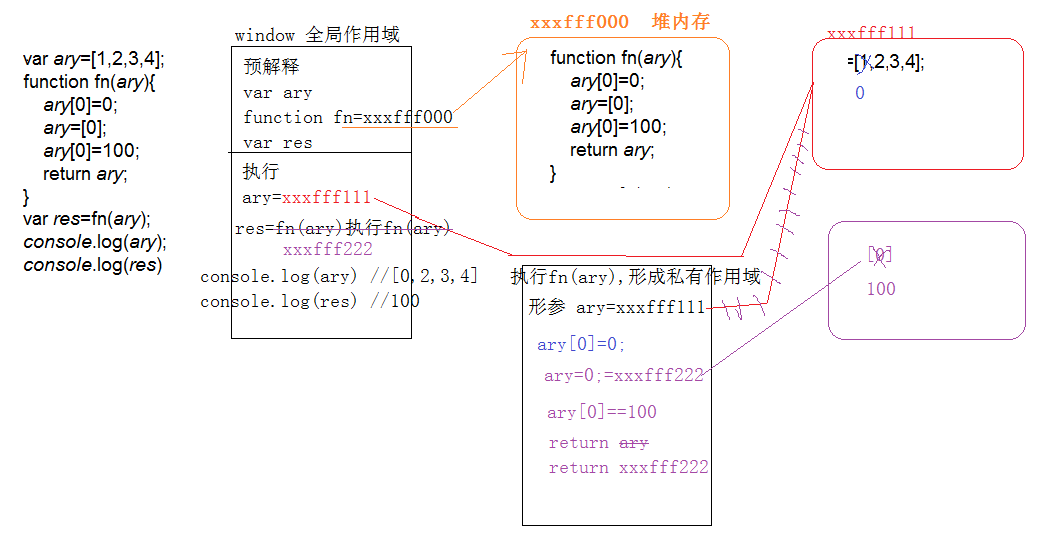 var ary=[1,2,3,4];
function fn(ary){
ary[0]=0;
ary=[0];
ary[0]=100;
return ary;
}
var res=fn(ary);
console.log(ary);
console.log(res)
window 全局作用域
预解释
var ary
function fn=xxxfff000
var res
执行
ary=xxxfff111
res=fn(ary)执行fn(ary)
xxxfff222
console.log(ary) //[0,2,3,4]
console.log(res) //100
xxxfff000 堆内存
function fn(ary){
ary[0]=0;
ary=[0];
ary[0]=100;
return ary;
}
xxxfff111
=[1,2,3,4];
0
执行fn(ary),形成私有作用域
形参 ary=xxxfff111
ary[0]=0;
ary=0;=xxxfff222
ary[0]==100
return ary
return xxxfff222
[0]
100